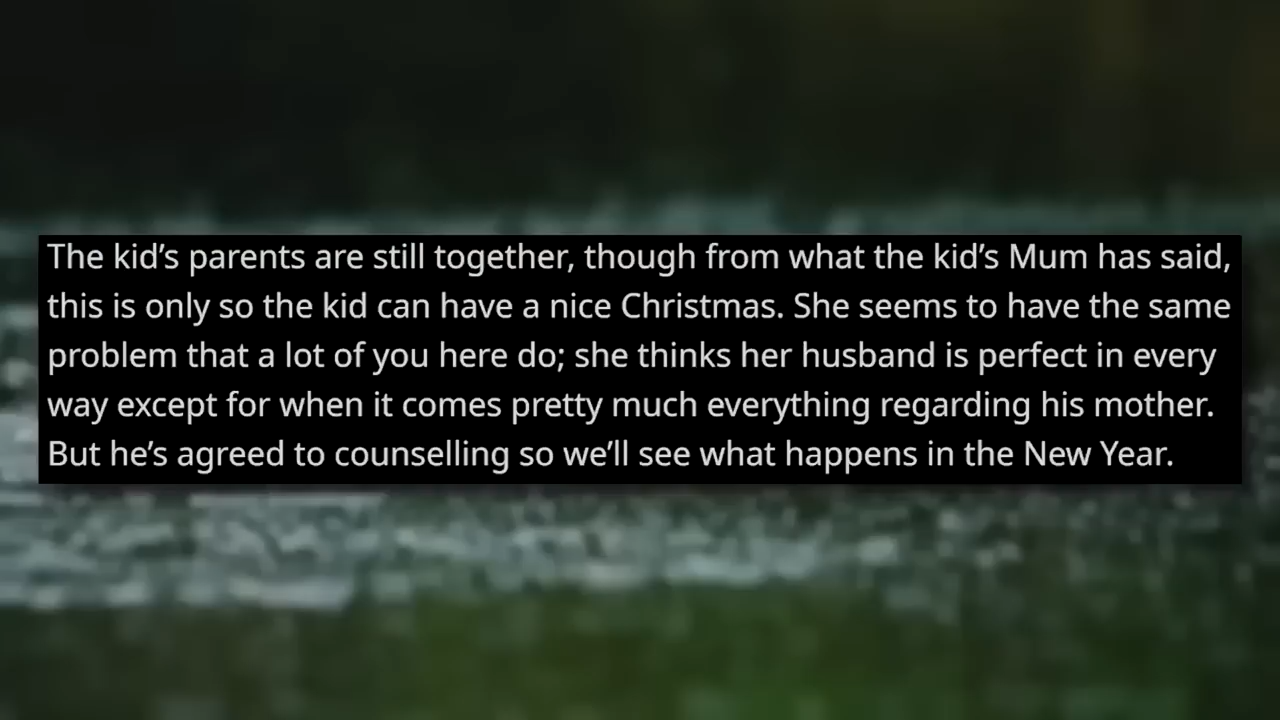 The kid’s parents are still together, though from what the kid’s Mum has said,
this is only so the kid can have a nice Christmas. She seems to have the same
problem that a lot of you here do; she thinks her husband is perfect in every
way except for when it comes pretty much everything regarding his mother.
But he’s agreed to counselling so we’ll see what happens in the New Year.